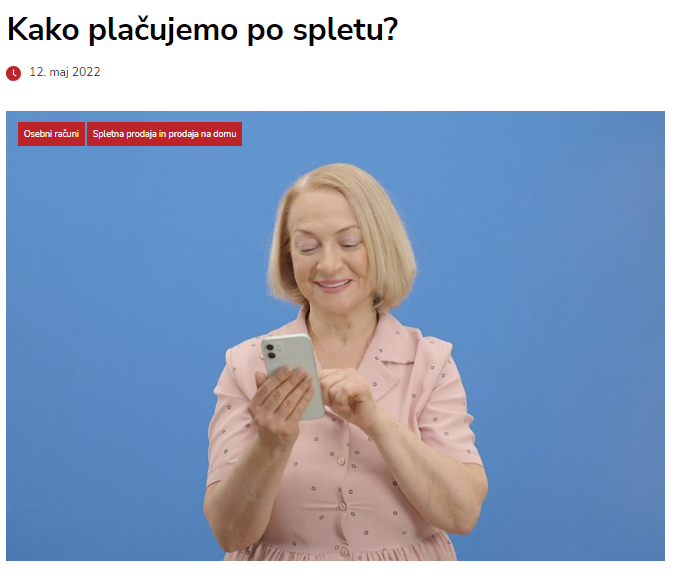 Kako plačujemo po spletu?
12. maj 2022
Osebni računi
Spletna prodaja in prodaja na domu